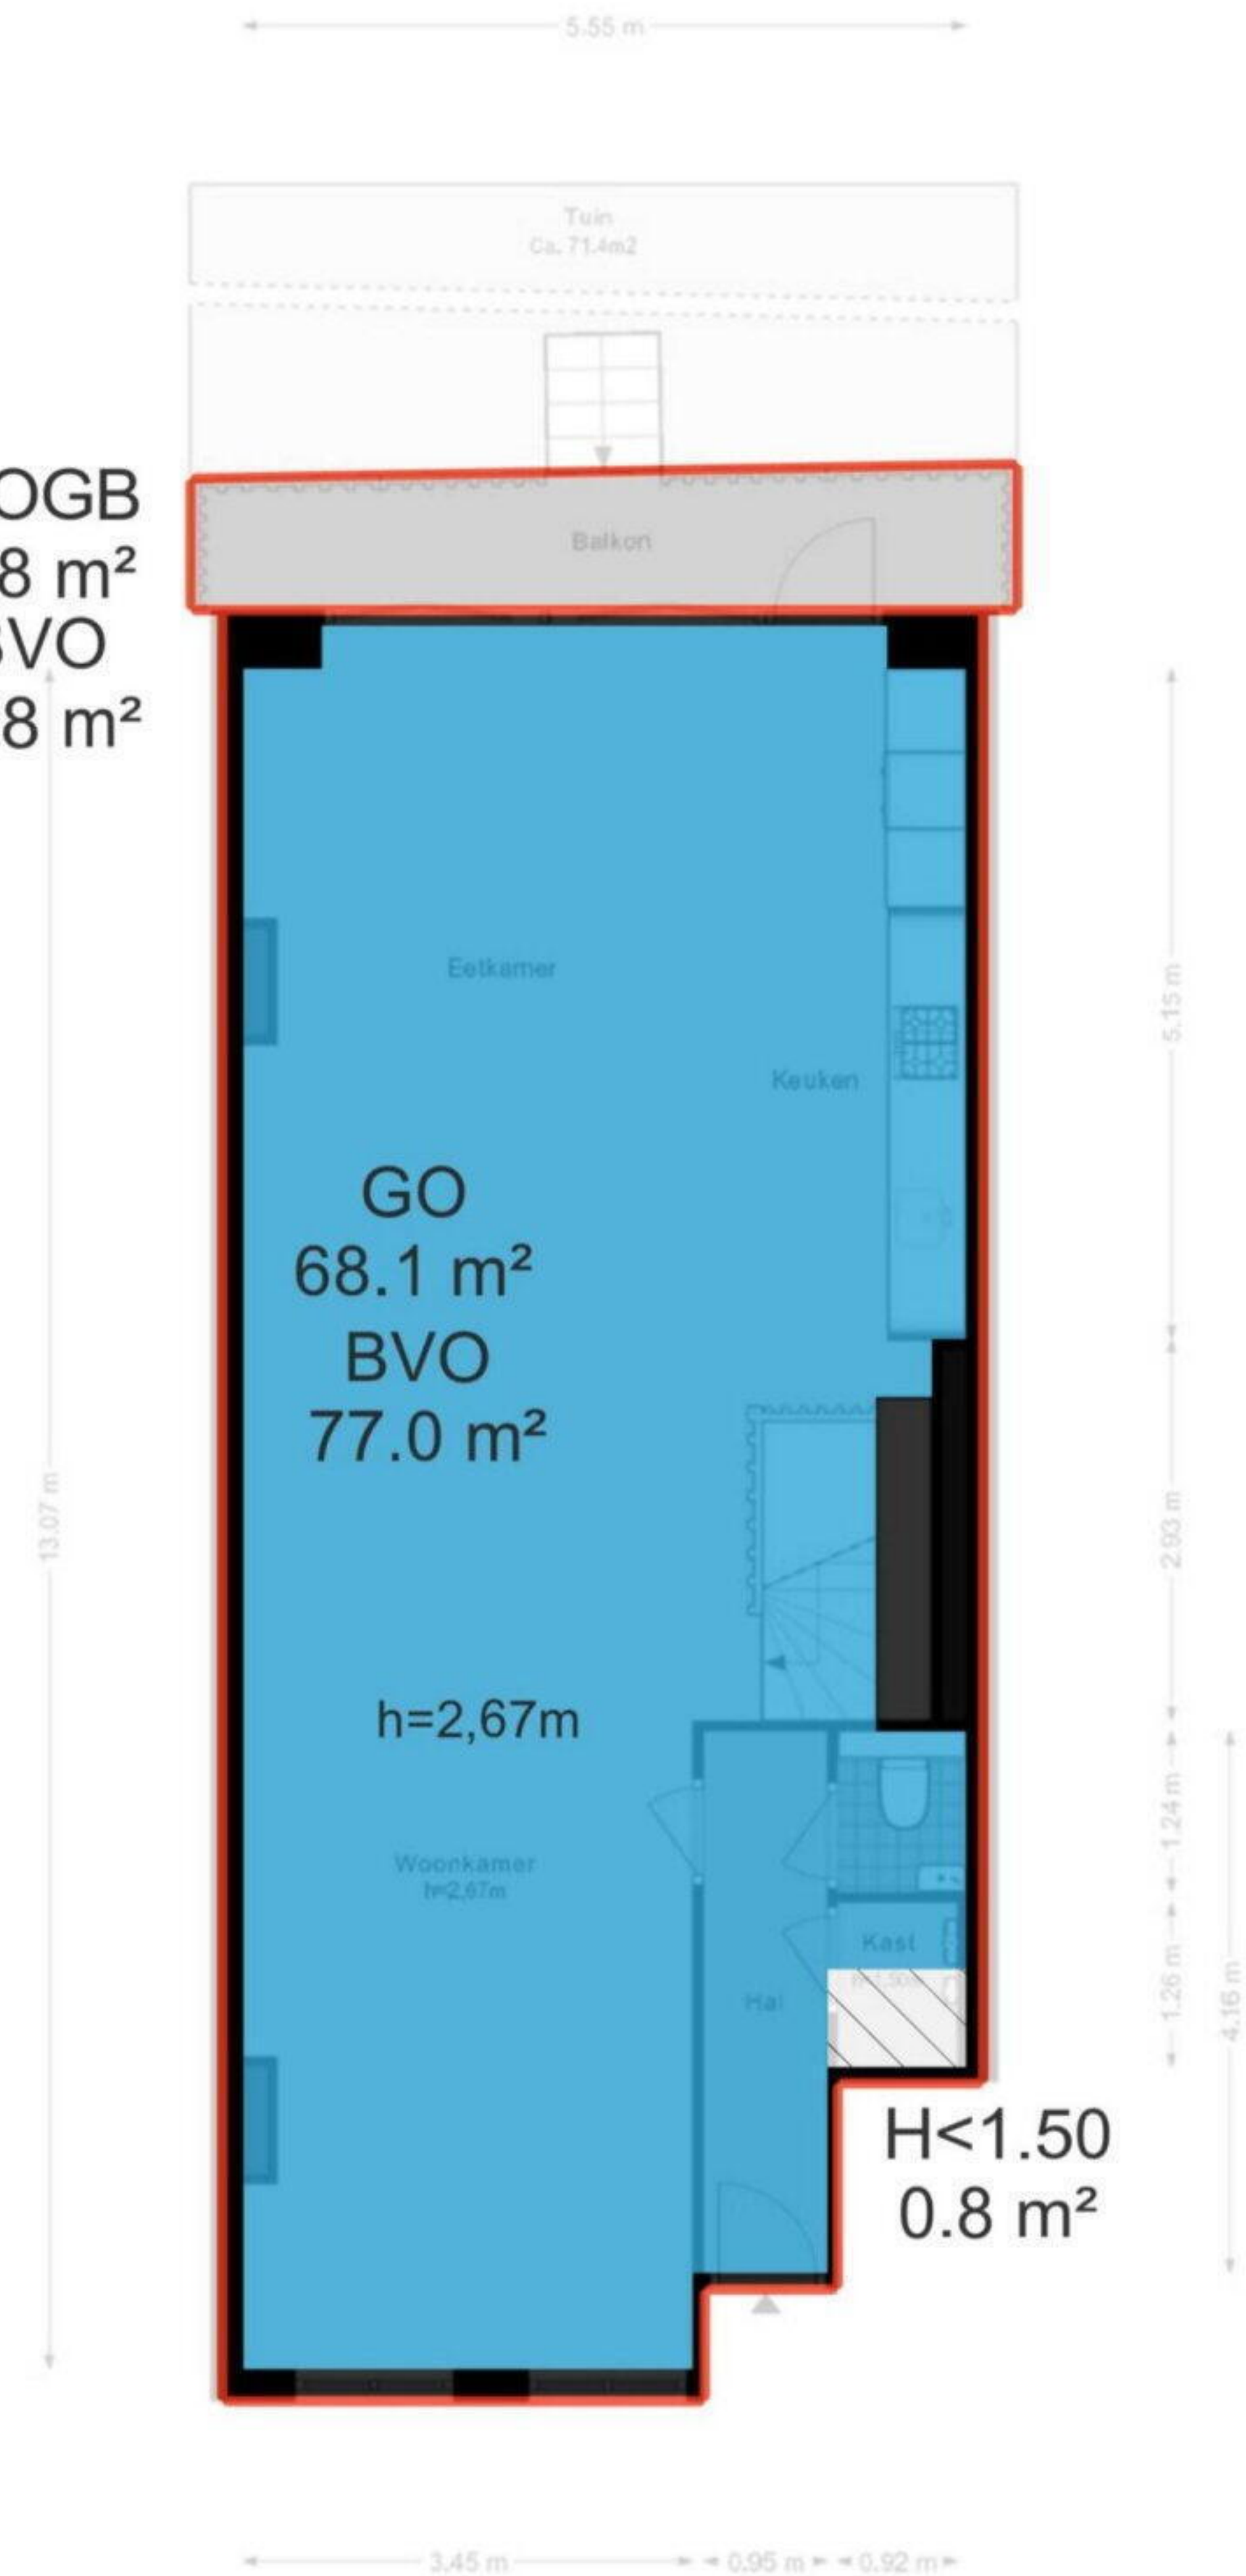 5.55 m
Tuin
Ca. 71.4m2
OGB
8 m²
BVO
8 m²
Balkon
Eetkamer
Keuken
5.15 m
GO
68.1 m²
BVO
77.0 m²
13.07 m
2.93 m
h=2,67m
Woonkamer
h=2,67m
1.24 m
Kast
Hal
1.26 m
4.16 m
H<1.50
0.8 m²
3.45 m
0.95 m
0.92 m